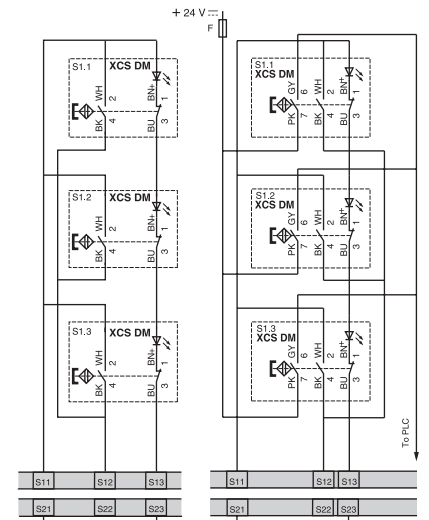 + 24 V
F
S1.1 XCS DM
WH 2
BK 4
BN+ 1
BU 3
S1.2
XCS DM
WH 2
BK 4
BN+ 1
BU 3
S1.3 XCS DM
WH 2
BK 4
BN+ 1
BU 3
S11 S12 S13
S21 S22 S23
S1.1
XCS DM
GY 6
PK 7
WH 2
BK 4
BN+ 1
BU 3
S1.2
XCS DM
GY 6
PK 7
WH 2
BK 4
BN+ 1
BU 3
S1.3
XCS DM
GY 6
PK 7
WH 2
BK 4
BN+ 1
BU 3
To PLC
S11 S12 S13
S21 S22 S23